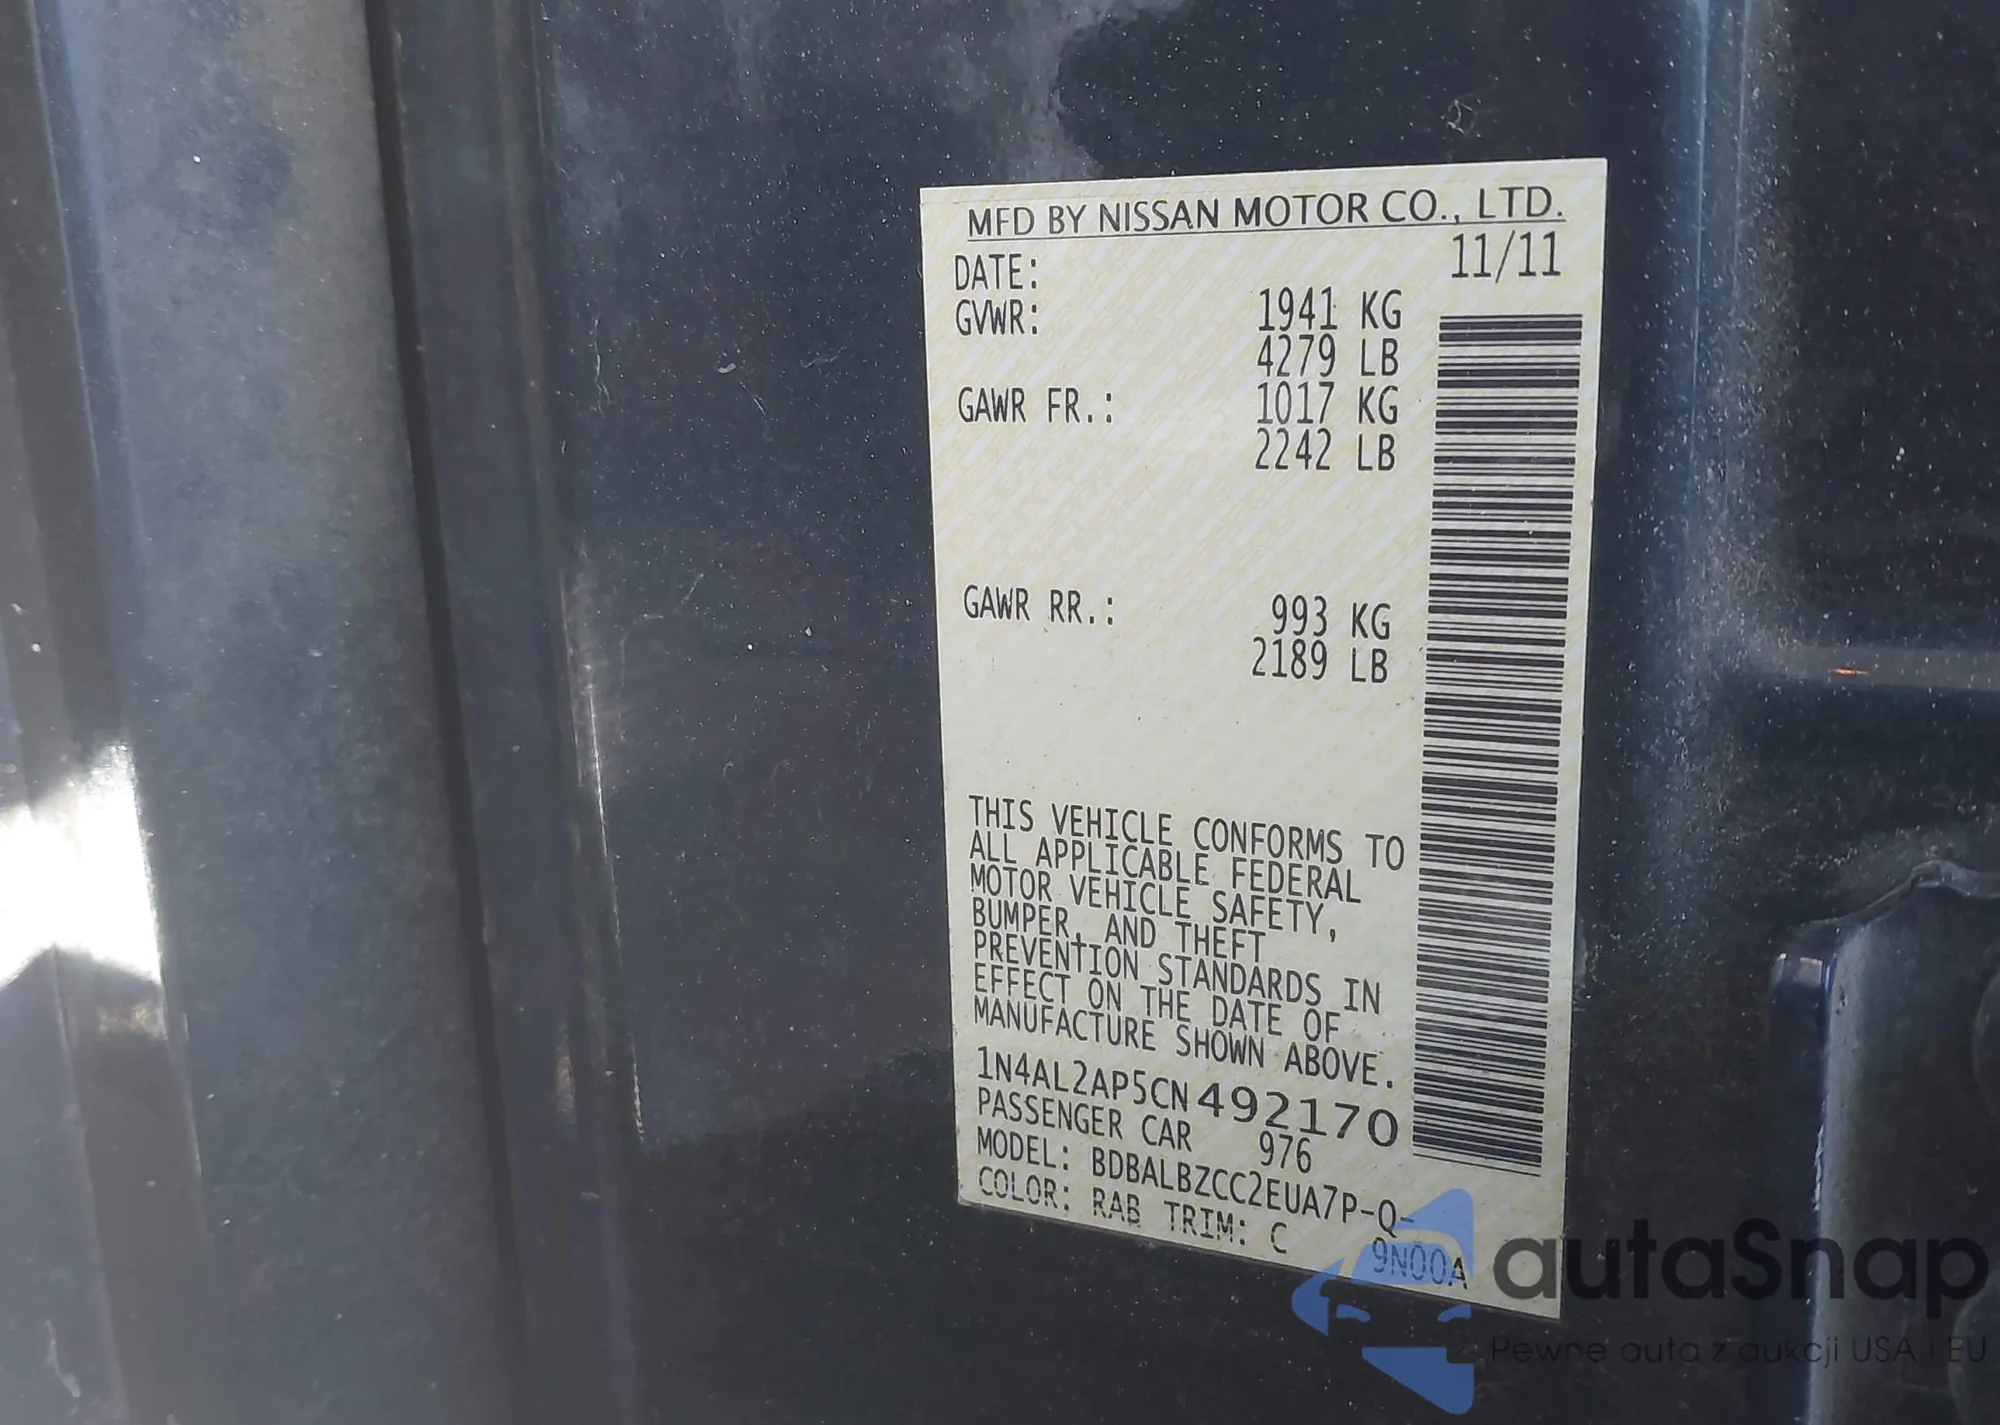 MFD BY NISSAN MOTOR CO., LTD.
DATE: 11/11
GVWR: 1941 KG
4279 LB
GAWR FR.: 1017 KG
2242 LB
GAWR RR.: 993 KG
2189 LB
THIS VEHICLE CONFORMS TO
ALL APPLICABLE FEDERAL
MOTOR VEHICLE SAFETY,
BUMPER, AND THEFT
PREVENTION STANDARDS IN
EFFECT ON THE DATE OF
MANUFACTURE SHOWN ABOVE.
1N4AL2AP5CN492170
PASSENGER CAR 976
MODEL: BDBALBZCC2EUA7P-Q-
COLOR: RAB TRIM: C 9N00A
autaSnap
Pewne auta z aukcji USA i EU